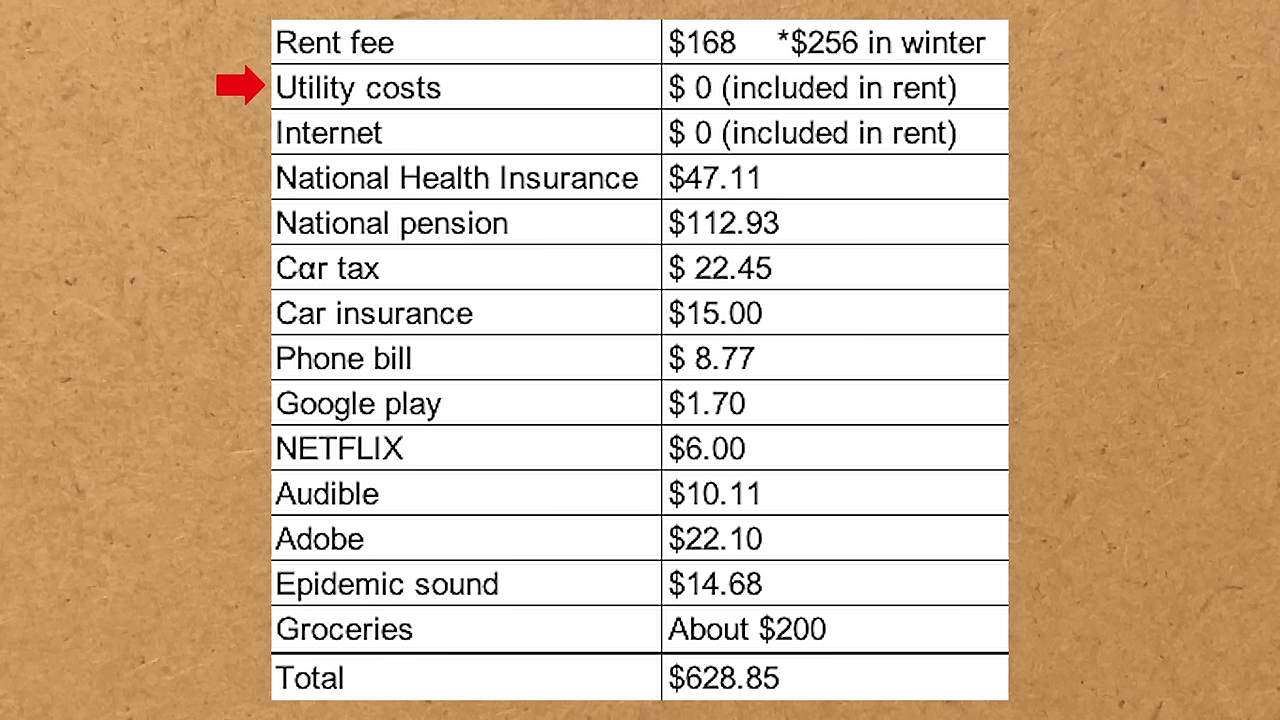 Rent fee $168 *$256 in winter
Utility costs $ 0 (included in rent)
Internet $ 0 (included in rent)
National Health Insurance $47.11
National pension $112.93
Car tax $ 22.45
Car insurance $15.00
Phone bill $ 8.77
Google play $1.70
NETFLIX $6.00
Audible $10.11
Adobe $22.10
Epidemic sound $14.68
Groceries About $200
Total $628.85